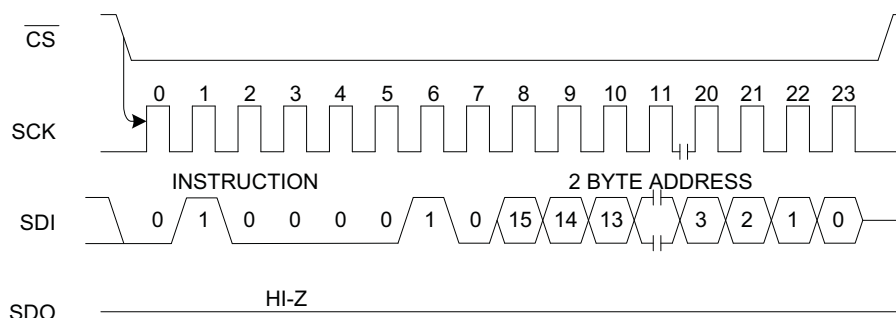 CS
0 1 2 3 4 5 6 7 8 9 10 11 20 21 22 23
SCK
INSTRUCTION 2 BYTE ADDRESS
SDI 0 1 0 0 0 0 1 0 15 14 13 3 2 1 0
HI-Z
SDO